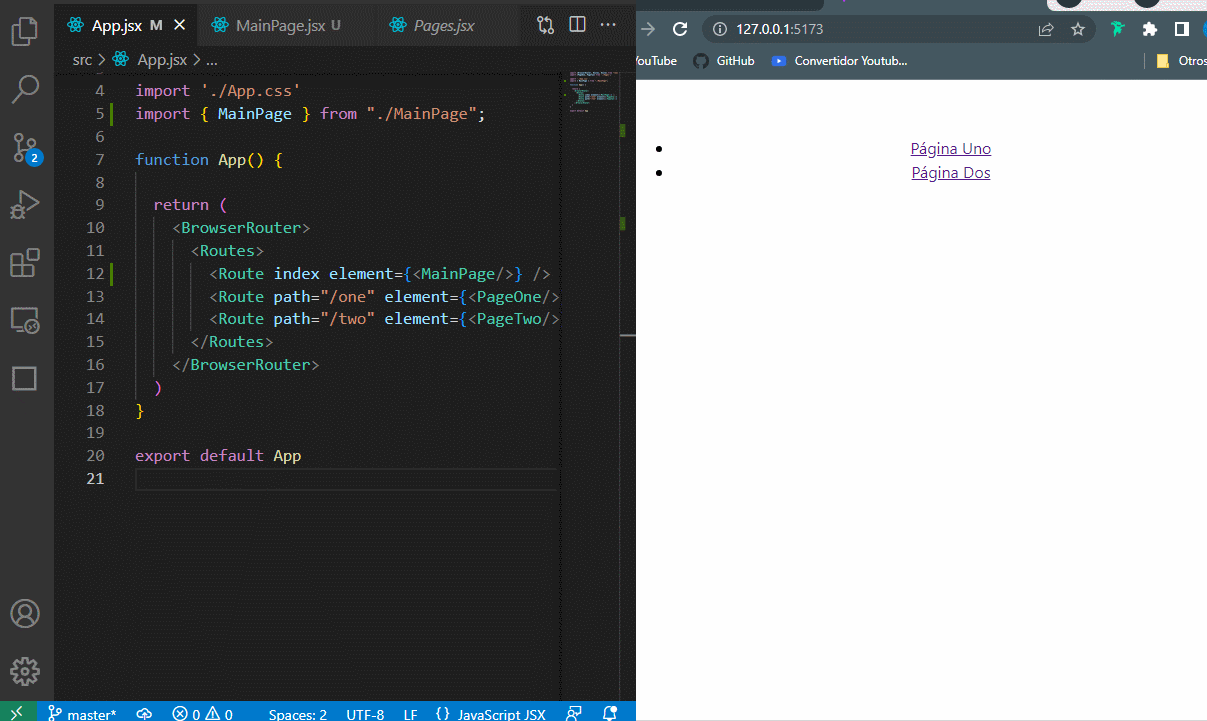 App.jsx M
MainPage.jsx U
Pages.jsx
src > App.jsx > ...
4 import './App.css'
5 import { MainPage } from "./MainPage";
6
7 function App() {
8
9 return (
10 <BrowserRouter>
11 <Routes>
12 <Route index element={<MainPage/>} />
13 <Route path="/one" element={<PageOne/>
14 <Route path="/two" element={<PageTwo/>
15 </Routes>
16 </BrowserRouter>
17 )
18 }
19
20 export default App
21
2
master* 0 0 Spaces: 2 UTF-8 LF {} JavaScript JSX
127.0.0.1:5173
YouTube GitHub Convertidor Youtub... Otros
Página Uno
Página Dos